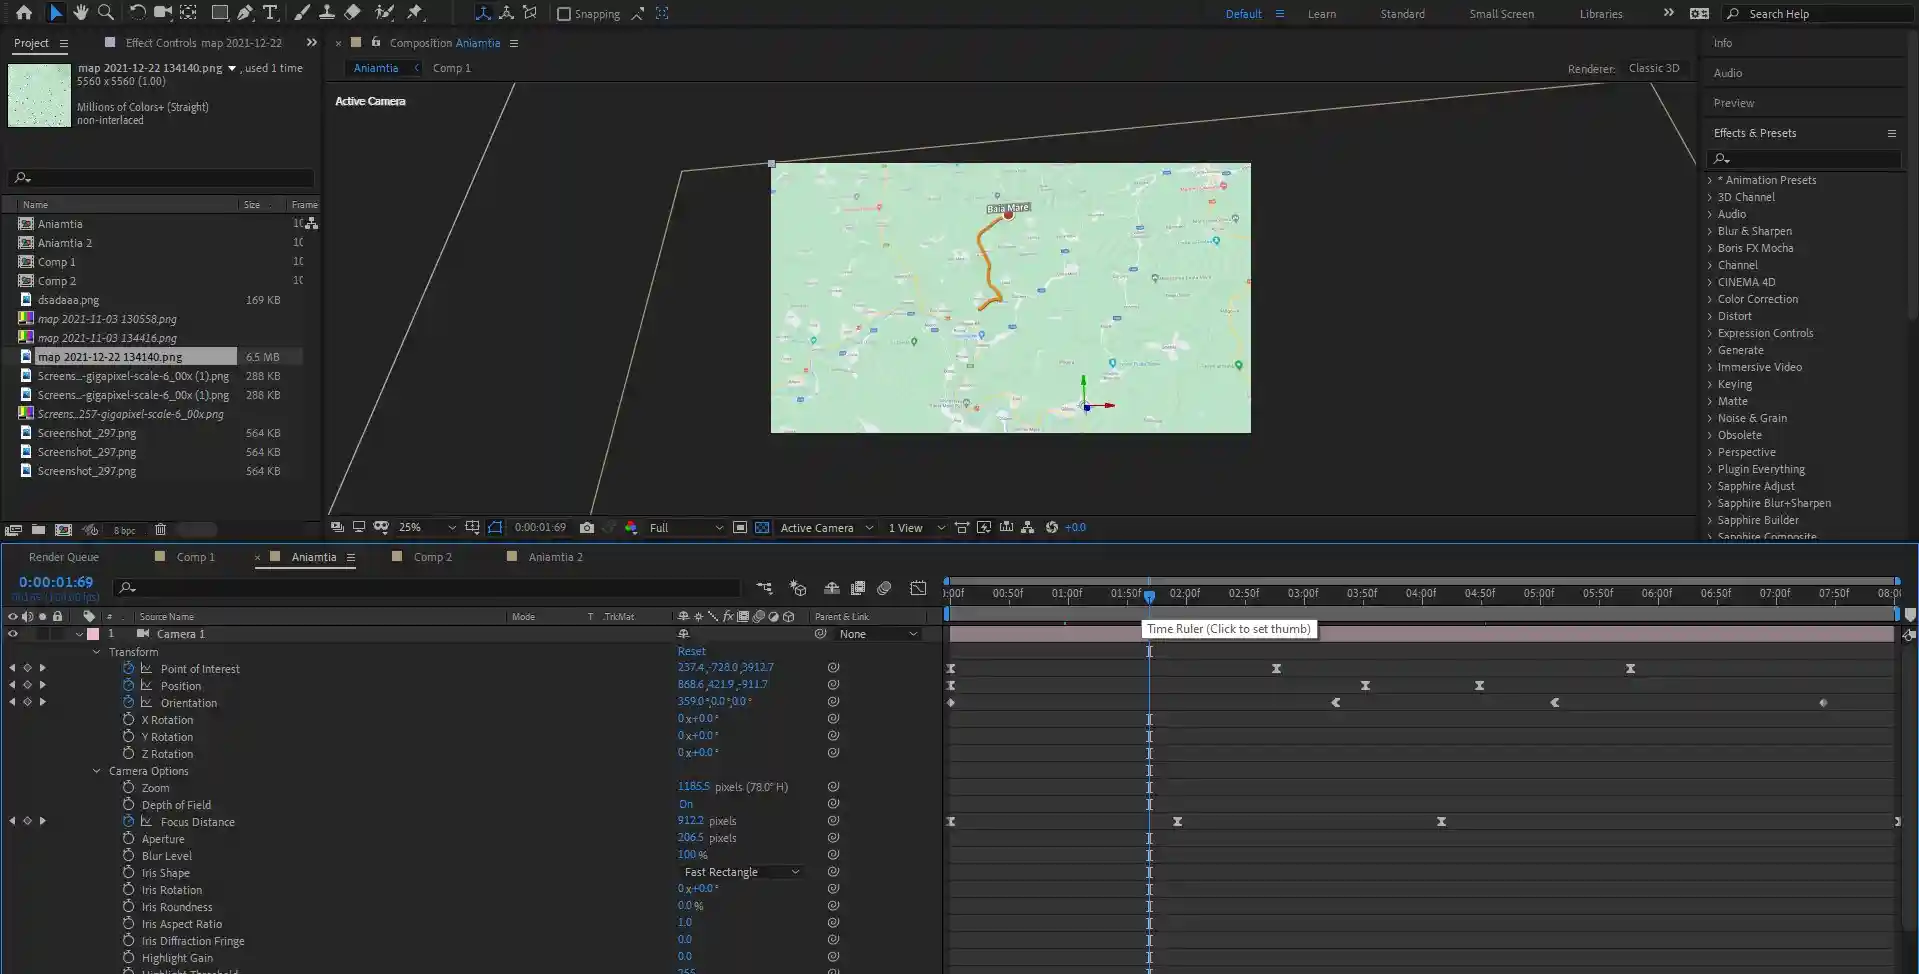 Snapping
Default
Learn
Standard
Small Screen
Libraries
Search Help
Project
Effect Controls map 2021-12-22
Composition Aniamtia
Aniamtia
Comp 1
Renderer:
Classic 3D
map 2021-12-22 134140.png
, used 1 time
5560 x 5560 (1.00)
Millions of Colors+ (Straight)
non-interlaced
Active Camera
Baia Mare
Name
Size
Frame
Aniamtia
Aniamtia 2
Comp 1
Comp 2
dsadaaa.png
169 KB
map 2021-11-03 130558.png
map 2021-11-03 134416.png
map 2021-12-22 134140.png
6.5 MB
Screens...-gigapixel-scale-6_00x (1).png
288 KB
Screens...-gigapixel-scale-6_00x (1).png
288 KB
Screens...257-gigapixel-scale-6_00x.png
Screenshot_297.png
564 KB
Screenshot_297.png
564 KB
Screenshot_297.png
564 KB
8 bpc
25%
0:00:01:69
Full
Active Camera
1 View
+0.0
Info
Audio
Preview
Effects & Presets
* Animation Presets
3D Channel
Audio
Blur & Sharpen
Boris FX Mocha
Channel
CINEMA 4D
Color Correction
Distort
Expression Controls
Generate
Immersive Video
Keying
Matte
Noise & Grain
Obsolete
Perspective
Plugin Everything
Sapphire Adjust
Sapphire Blur+Sharpen
Sapphire Builder
Sapphire Composite
Render Queue
Comp 1
Aniamtia
Comp 2
Aniamtia 2
0:00:01:69
:00f
00:50f
01:00f
01:50f
02:00f
02:50f
03:00f
03:50f
04:00f
04:50f
05:00f
05:50f
06:00f
06:50f
07:00f
07:50f
08:0
# Source Name
Mode
T .TrkMat
Parent & Link
Time Ruler (Click to set thumb)
1 Camera 1
None
Transform
Reset
Point of Interest
237.4,-728.0,3912.7
Position
868.6,421.9,-911.7
Orientation
359.0°,0.0°,0.0°
X Rotation
0x+0.0°
Y Rotation
0x+0.0°
Z Rotation
0x+0.0°
Camera Options
Zoom
1185.5 pixels (78.0° H)
Depth of Field
On
Focus Distance
912.2 pixels
Aperture
206.5 pixels
Blur Level
100%
Iris Shape
Fast Rectangle
Iris Rotation
0x+0.0°
Iris Roundness
0.0%
Iris Aspect Ratio
1.0
Iris Diffraction Fringe
0.0
Highlight Gain
0.0
Highlight Threshold
255